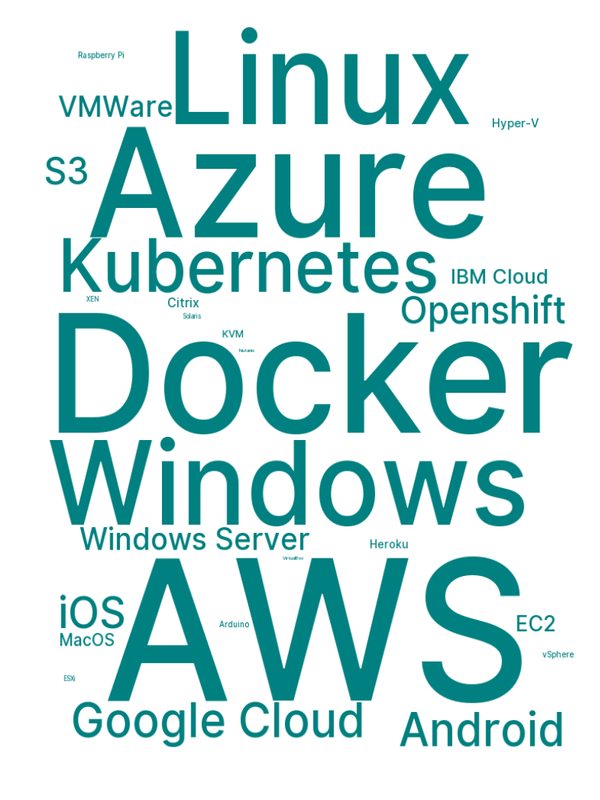 Linux
Raspberry Pi
VMWare
Hyper-V
Azure
S3
Kubernetes
IBM Cloud
XEN
Citrix
Openshift
Solaris
KVM
Docker
Windows
Windows Server
Heroku
VirtualBox
AWS
iOS
EC2
Arduino
MacOS
vSphere
ESXi
Google Cloud
Android